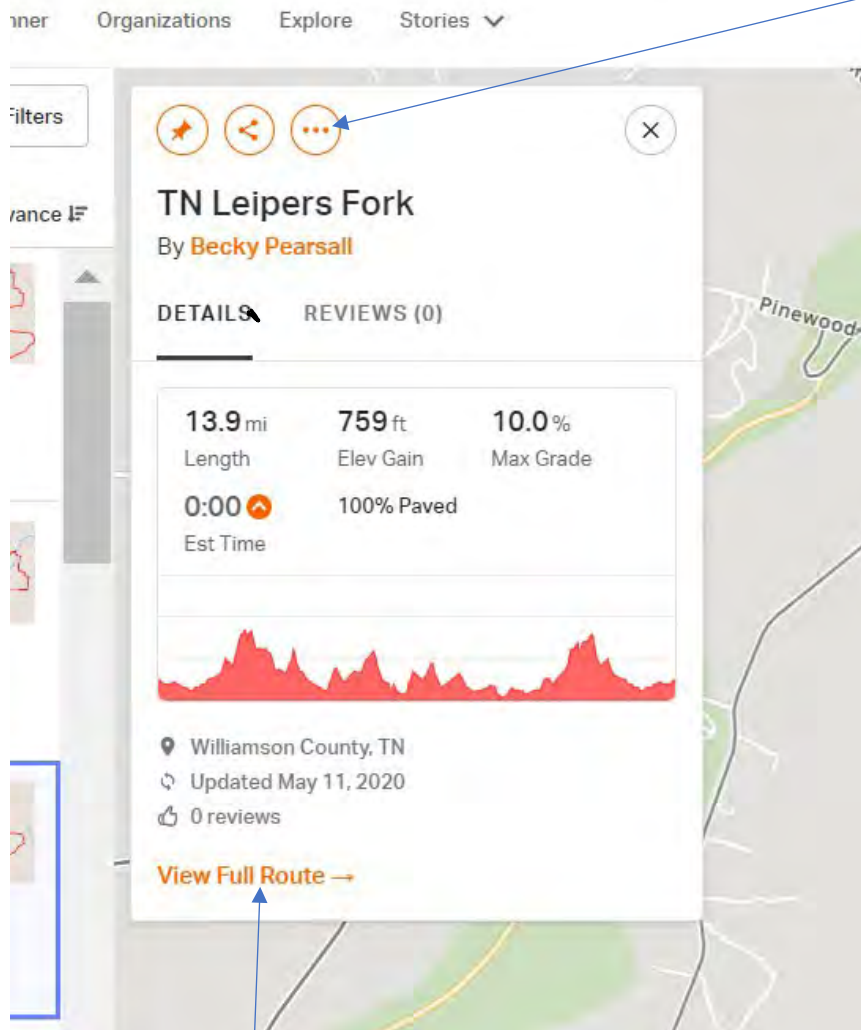 Organizations Explore Stories
Filters
TN Leipers Fork
By Becky Pearsall
DETAILS REVIEWS (0)
13.9 mi 759 ft 10.0 %
Length Elev Gain Max Grade
0:00 100% Paved
Est Time
Williamson County, TN
Updated May 11, 2020
0 reviews
View Full Route →
Pinewood